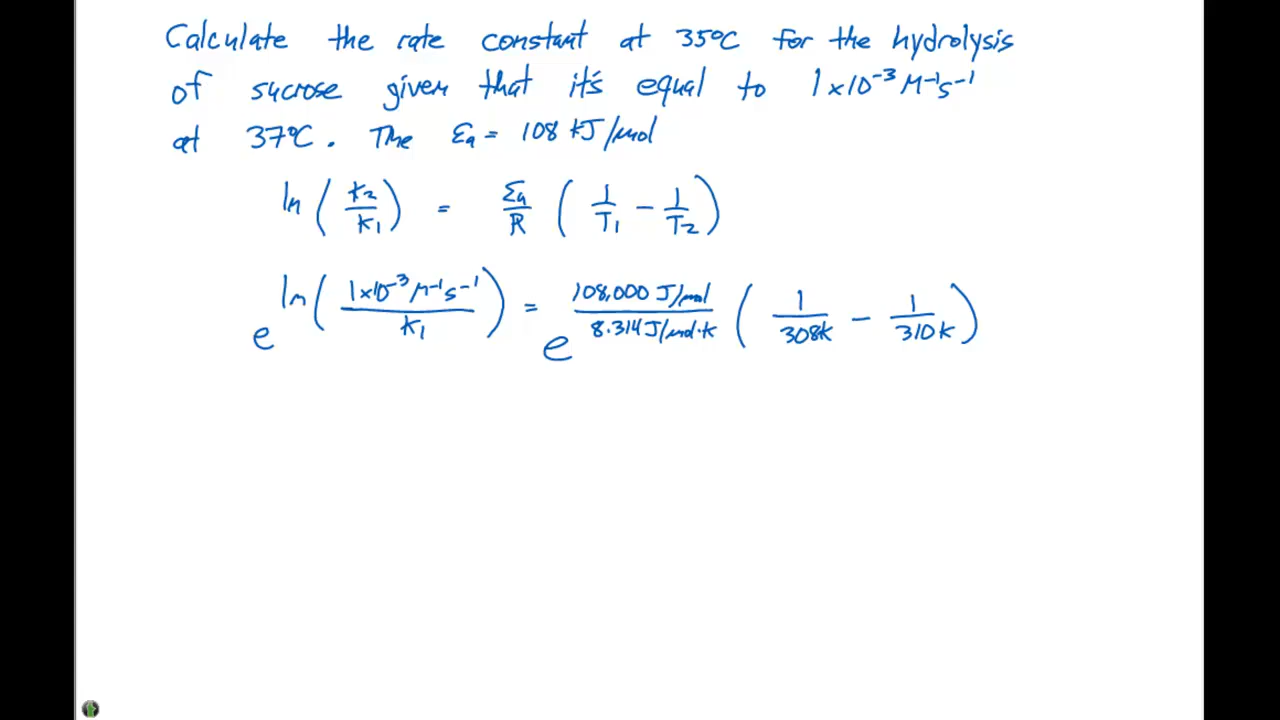 Calculate the rate constant at 35°C for the hydrolysis
of sucrose given that it's equal to 1×10⁻³ M⁻¹s⁻¹
at 37°C. The Ea = 108 kJ/mol
ln(k₂/k₁) = Ea/R (1/T₁ − 1/T₂)
e^ln(1×10⁻³ M⁻¹s⁻¹/k₁) = e^108,000 J/mol/8.314 J/mol·K (1/308K − 1/310K)